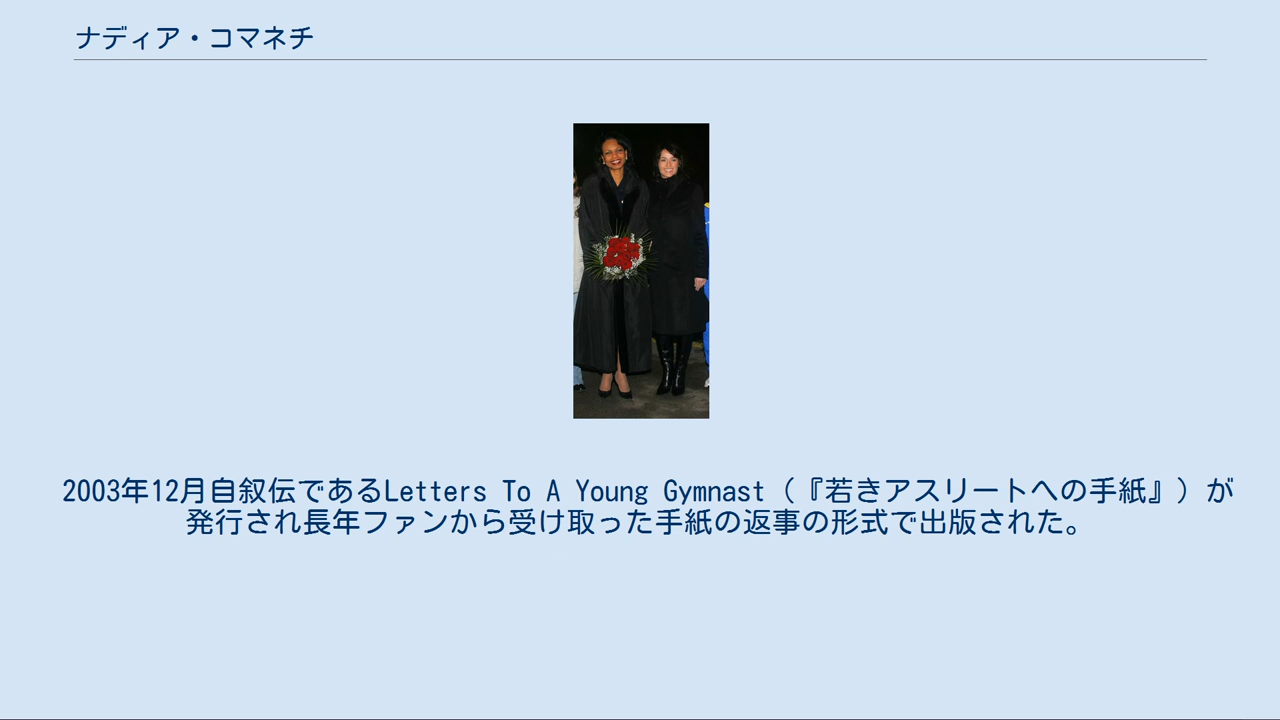 ナディア・コマネチ
2003年12月自叙伝であるLetters To A Young Gymnast（『若きアスリートへの手紙』）が
発行され長年ファンから受け取った手紙の返事の形式で出版された。